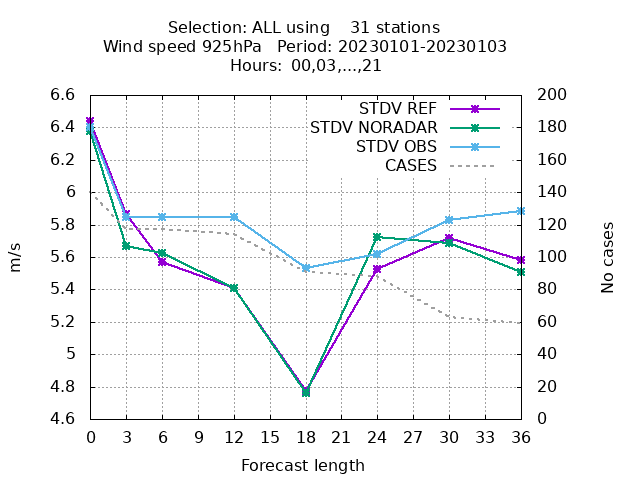 Selection: ALL using    31 stations
Wind speed 925hPa   Period: 20230101-20230103
Hours:  00,03,...,21
STDV REF
STDV NORADAR
STDV OBS
CASES
6.6
6.4
6.2
6
5.8
5.6
5.4
5.2
5
4.8
4.6
m/s
200
180
160
140
120
100
80
60
40
20
0
No cases
0 3 6 9 12 15 18 21 24 27 30 33 36
Forecast length